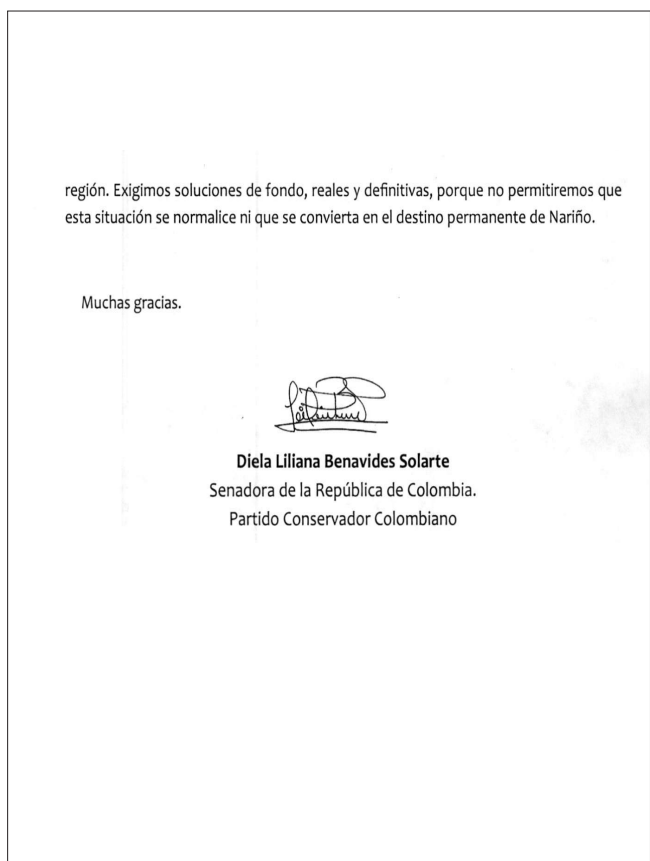 región. Exigimos soluciones de fondo, reales y definitivas, porque no permitiremos que
esta situación se normalice ni que se convierta en el destino permanente de Nariño.
Muchas gracias.
Diela Liliana Benavides Solarte
Senadora de la República de Colombia.
Partido Conservador Colombiano